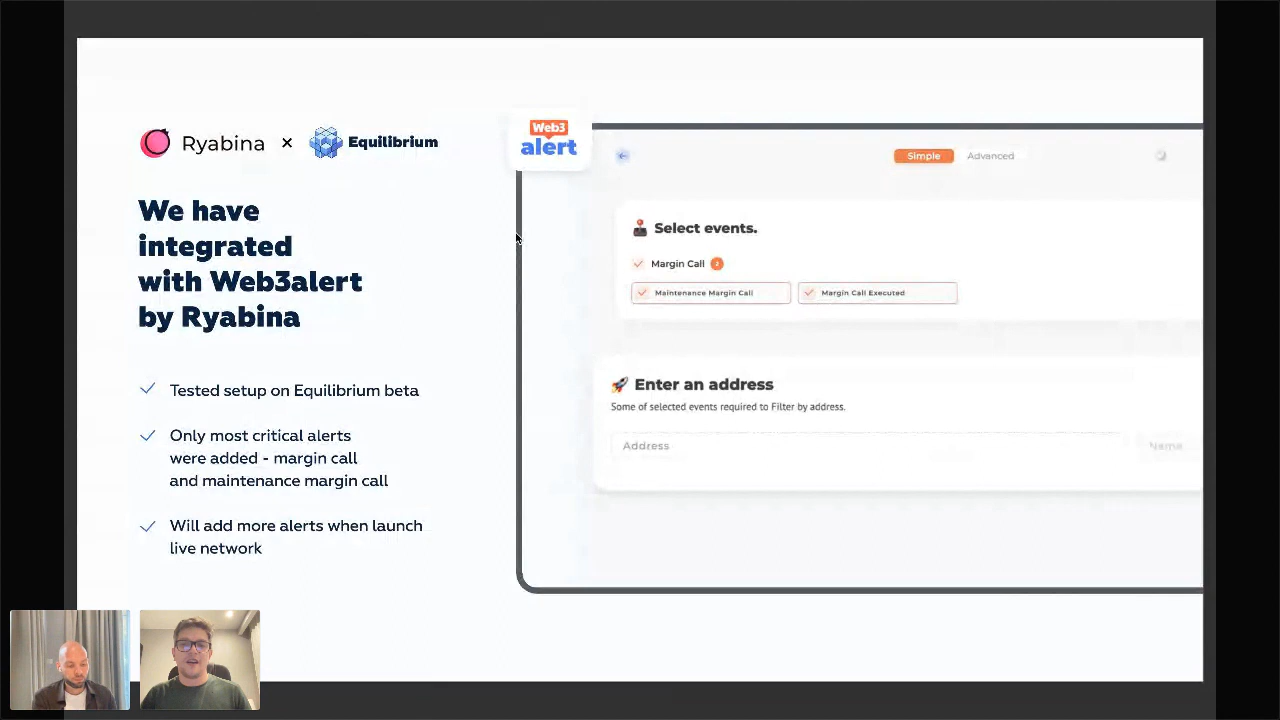 Ryabina × Equilibrium
We have
integrated
with Web3alert
by Ryabina
Tested setup on Equilibrium beta
Only most critical alerts
were added - margin call
and maintenance margin call
Will add more alerts when launch
live network
Web3
alert
Simple Advanced
Select events.
Margin Call 2
Maintenance Margin Call Margin Call Executed
Enter an address
Some of selected events required to Filter by address.
Address Name